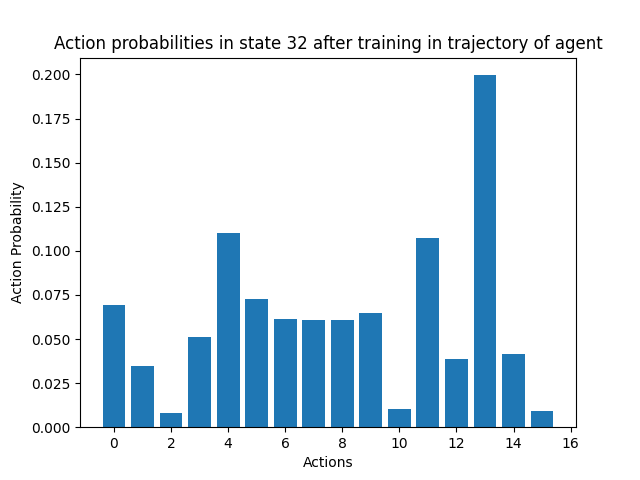 Action probabilities in state 32 after training in trajectory of agent
0.200
0.175
0.150
0.125
0.100
0.075
0.050
0.025
0.000
Action Probability
0 2 4 6 8 10 12 14 16
Actions